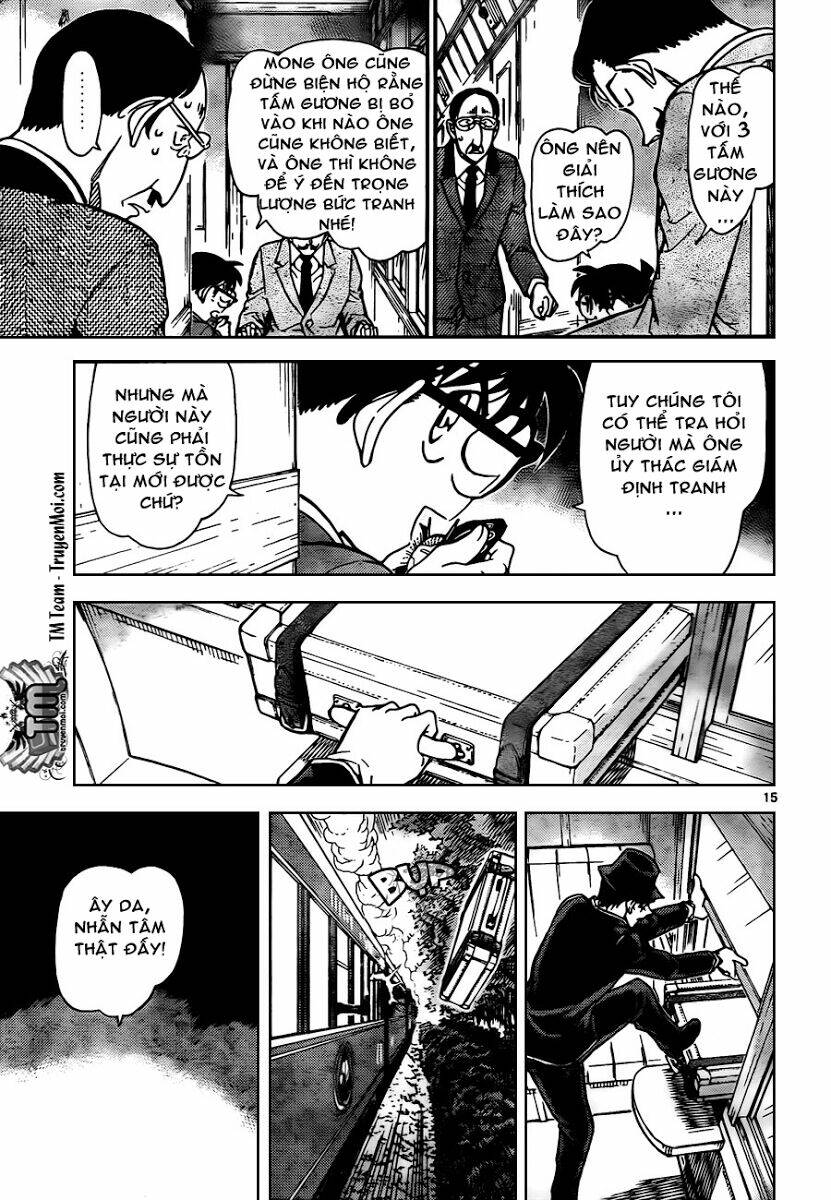 THẾ
NÀO,
VỚI 3
TẤM
GƯƠNG
NÀY
...
ÔNG NÊN
GIẢI
THÍCH
LÀM SAO
ĐÂY?
MONG ÔNG CŨNG
ĐỪNG BIỆN HỘ RẰNG
TẤM GƯƠNG BỊ BỎ
VÀO KHI NÀO ÔNG
CŨNG KHÔNG BIẾT,
VÀ ÔNG THÌ KHÔNG
ĐỂ Ý ĐẾN TRỌNG
LƯỢNG BỨC TRANH
NHÉ!
......
TUY CHÚNG TÔI
CÓ THỂ TRA HỎI
NGƯỜI MÀ ÔNG
ỦY THÁC GIÁM
ĐỊNH TRANH
...
NHƯNG MÀ
NGƯỜI NÀY
CŨNG PHẢI
THỰC SỰ TỒN
TẠI MỚI ĐƯỢC
CHỨ?
TM Team - TruyenMoi.com
TM
truyenmoi.com
15
BỤP
ÂY DA,
NHẪN TÂM
THẬT ĐẤY!